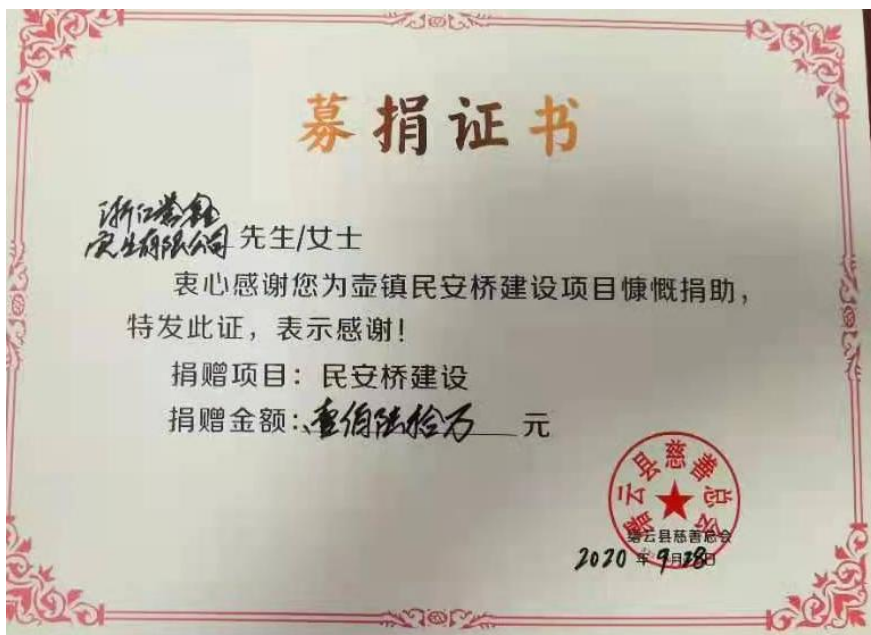 募捐证书
浙江誉鑫
实业有限公司 先生/女士
衷心感谢您为壶镇民安桥建设项目慷慨捐助，
特发此证，表示感谢！
捐赠项目：民安桥建设
捐赠金额：壹佰陆拾万 元
缙云县慈善总会
缙云县慈善总会
2020 年 9月28日